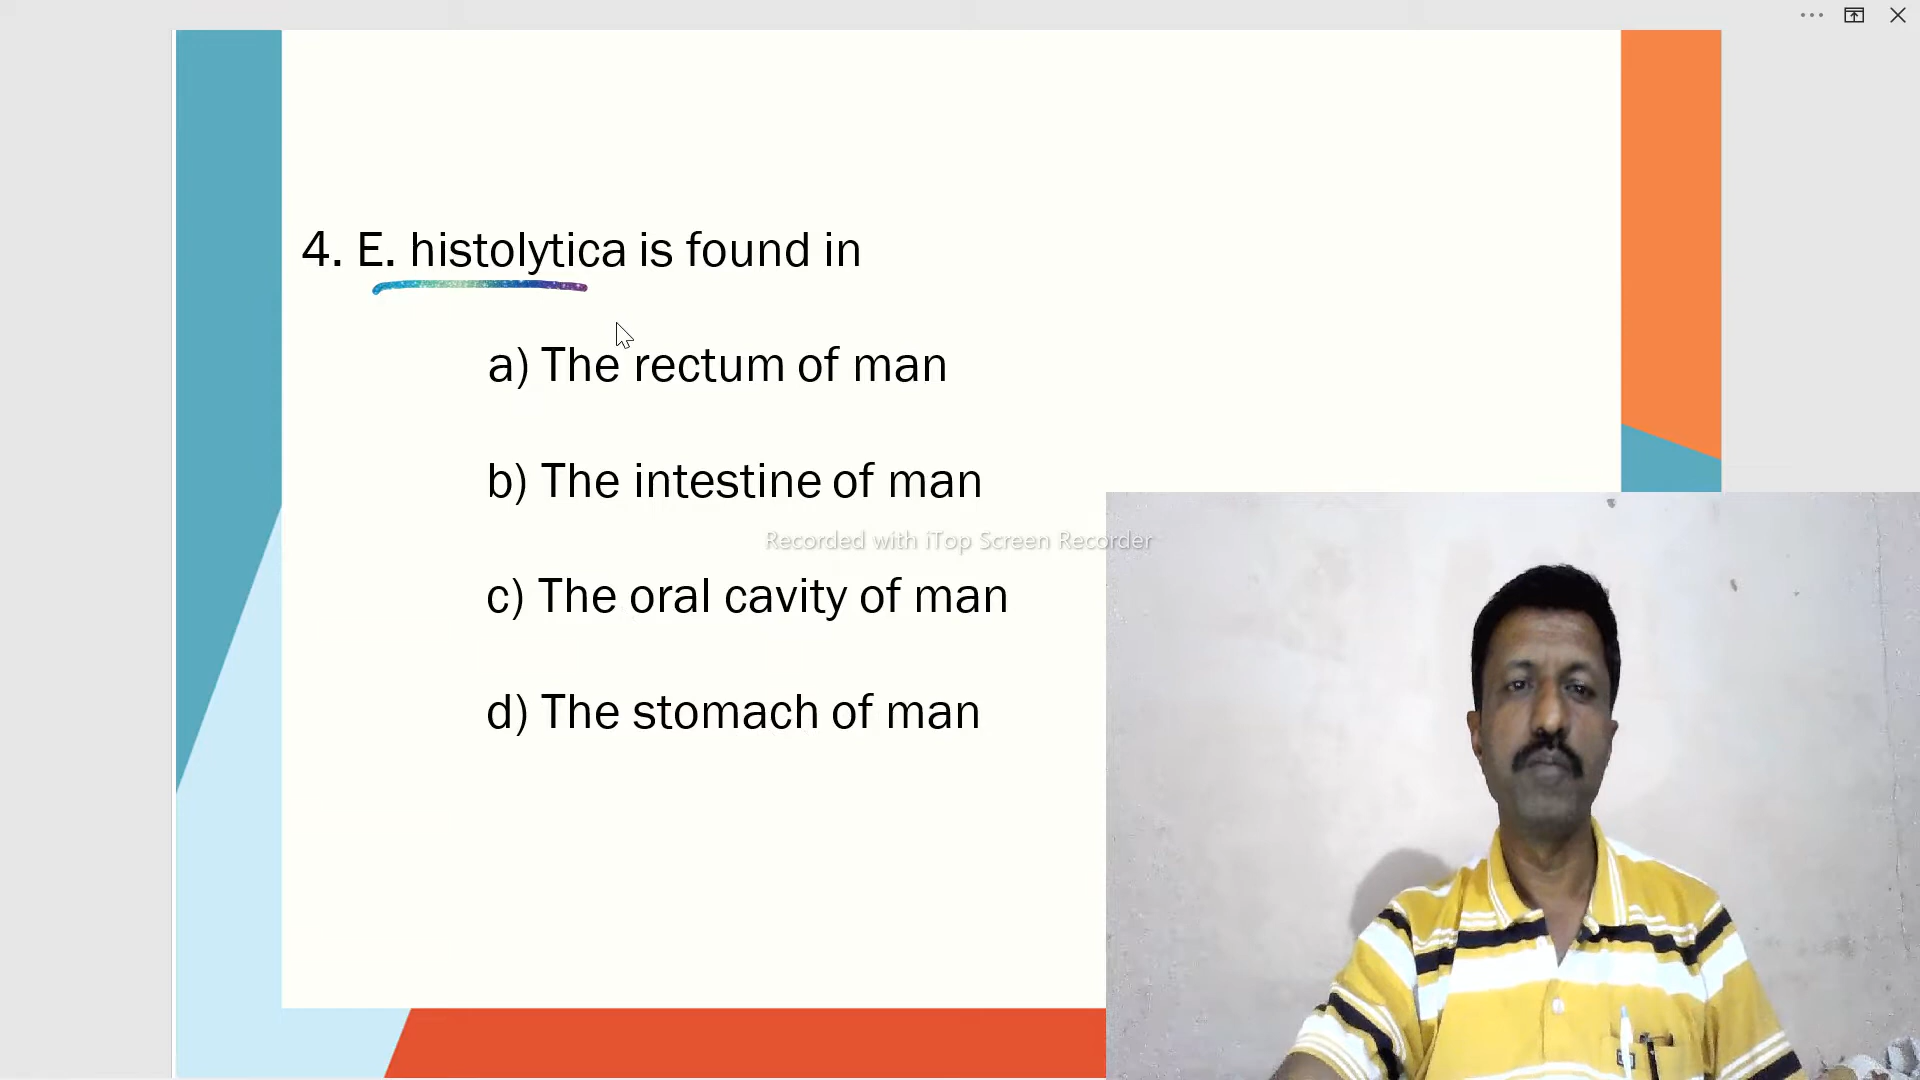 4. E. histolytica is found in
a) The rectum of man
b) The intestine of man
Recorded with iTop Screen Recorder
c) The oral cavity of man
d) The stomach of man